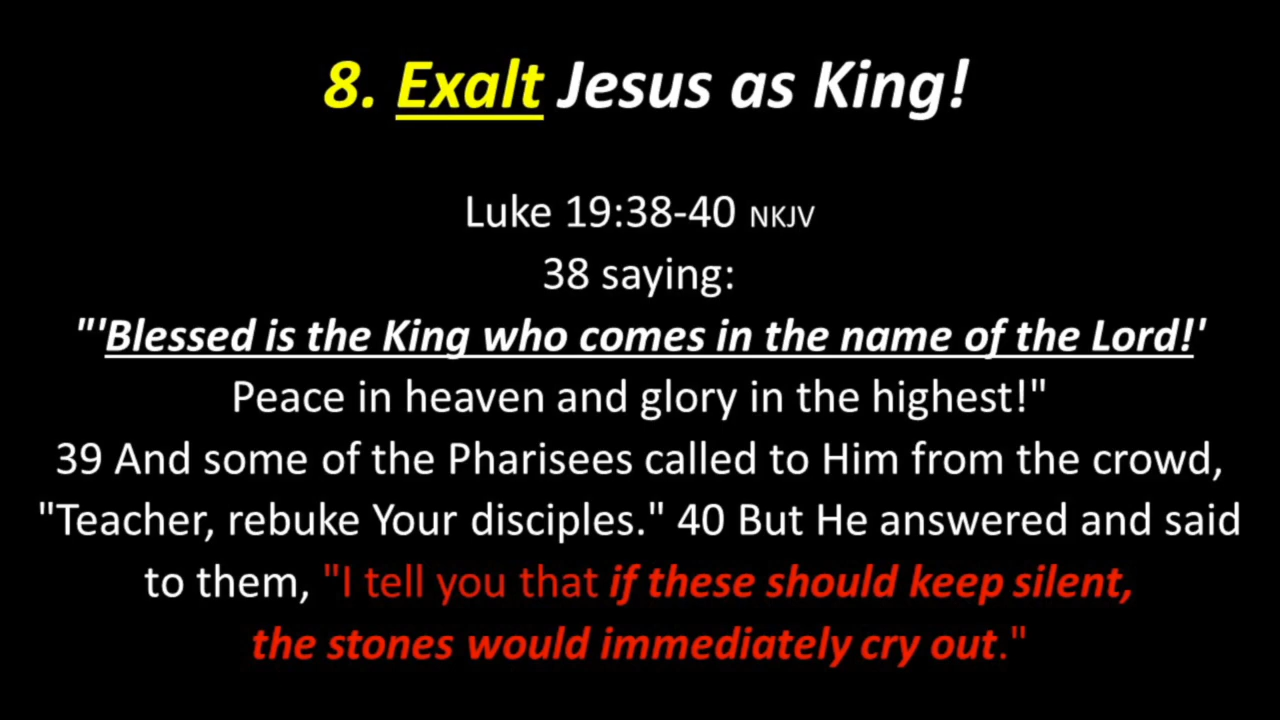 8. Exalt Jesus as King!
Luke 19:38-40 NKJV
38 saying:
"'Blessed is the King who comes in the name of the Lord!'
Peace in heaven and glory in the highest!"
39 And some of the Pharisees called to Him from the crowd,
"Teacher, rebuke Your disciples." 40 But He answered and said
to them, "I tell you that if these should keep silent,
the stones would immediately cry out."